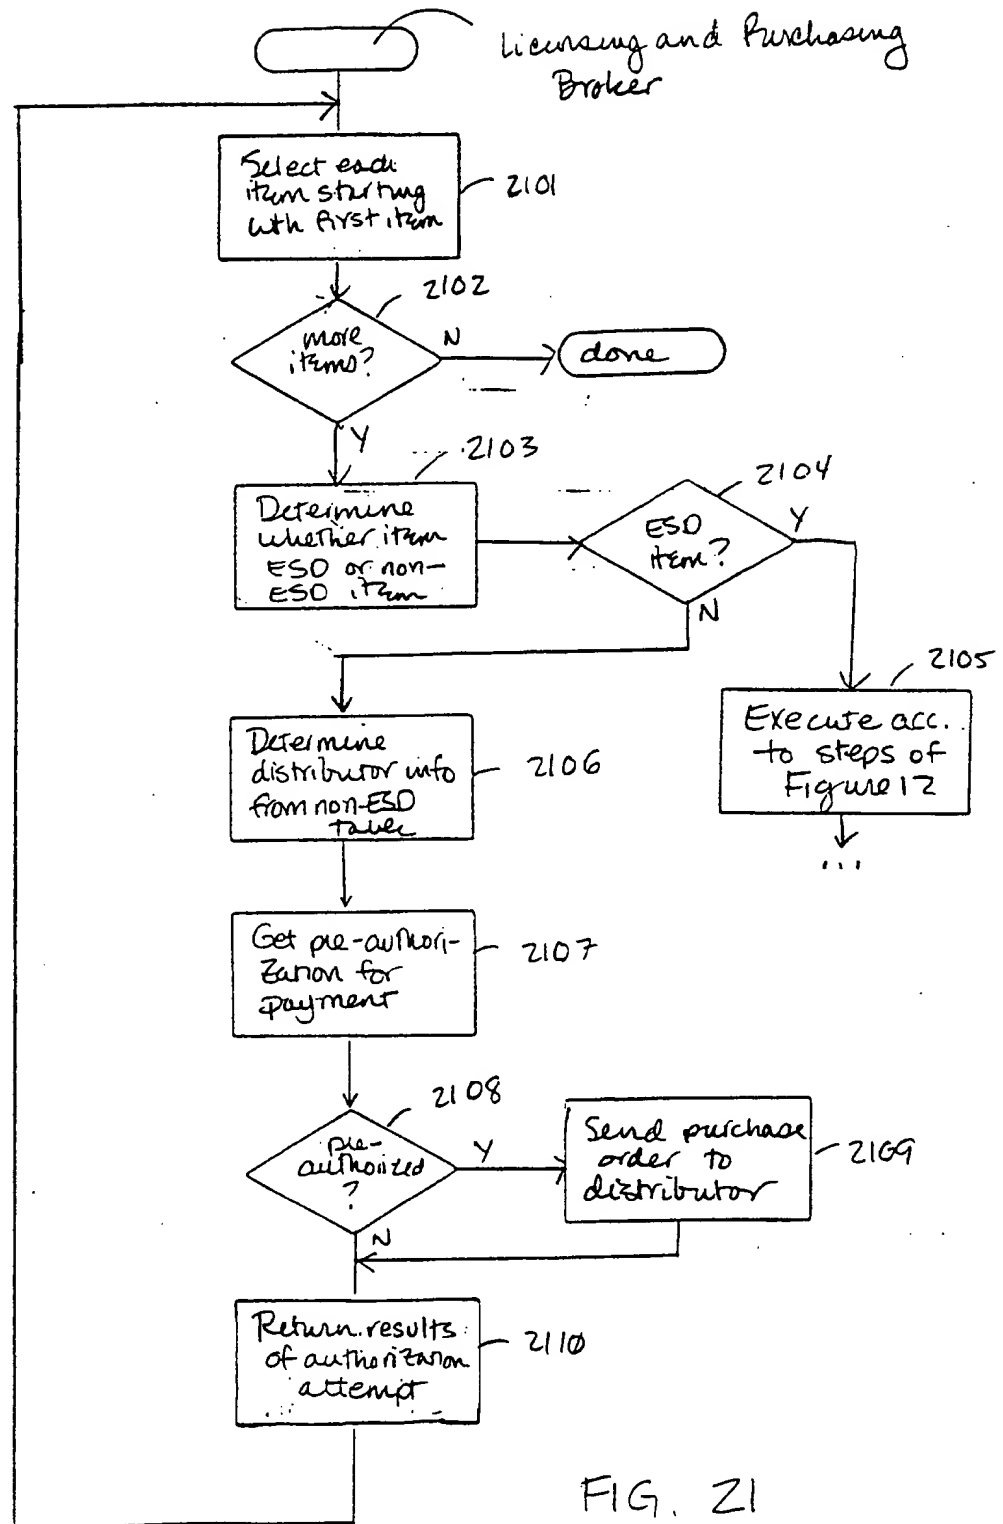 Licensing and Purchasing
Broker
Select each
item starting
with first item
2101
2102
more
items?
N
done
Y
2103
Determine
whether item
ESD or non-
ESD item
2104
ESD
item?
Y
N
2105
Execute acc.
to steps of
Figure 12
...
Determine
distributor info
from non-ESD
table
2106
Get pre-authori-
zation for
payment
2107
2108
pre-
authorized
?
Y
N
Send purchase
order to
distributor
2109
Return results
of authorization
attempt
2110
FIG. 21